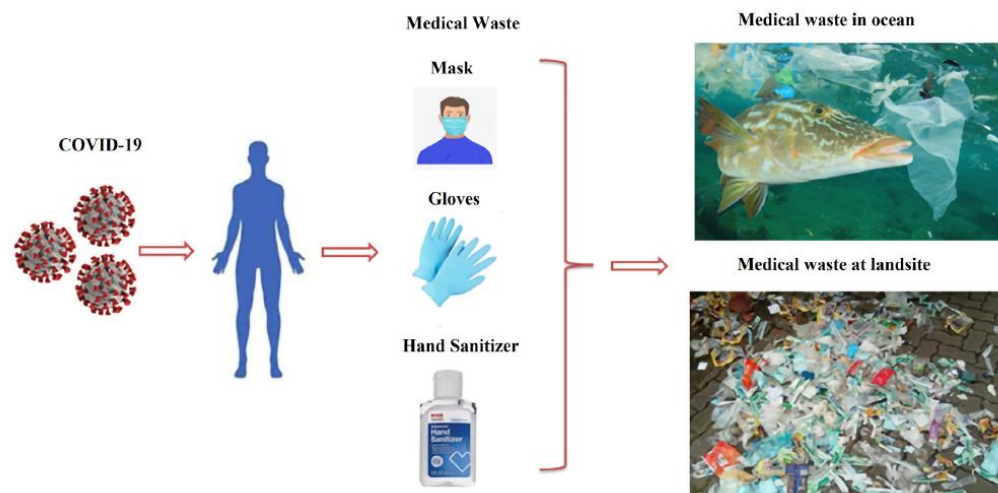 Medical Waste
Medical waste in ocean
Mask
COVID-19
Gloves
Medical waste at landsite
Hand Sanitizer
Hand
Sanitizer